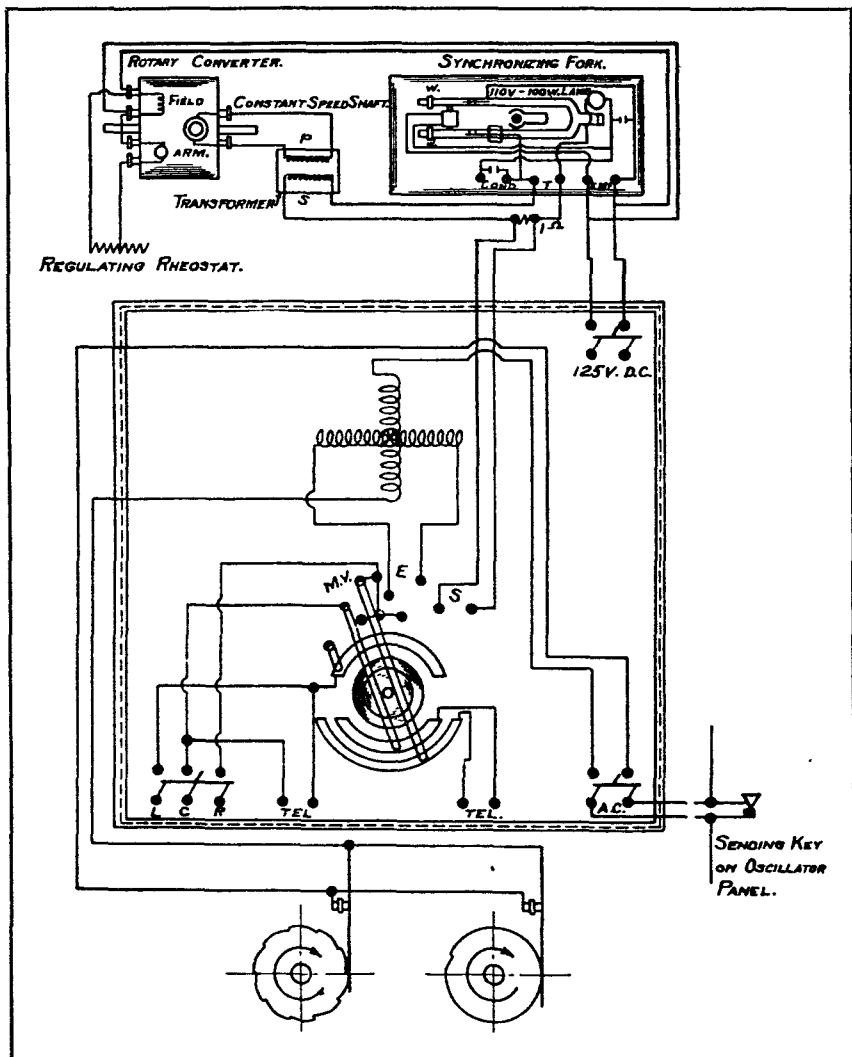 ROTARY CONVERTER.
SYNCHRONIZING FORK.
FIELD
CONSTANT SPEED SHAFT.
W.
110V-100W. LAMP
ARM.
P
TRANSFORMER
S
COND.
T
1Ω
REGULATING RHEOSTAT.
125V. D.C.
M.V.
E
S
L
C
R
TEL
TEL.
A.C.
SENDING KEY
ON OSCILLATOR
PANEL.